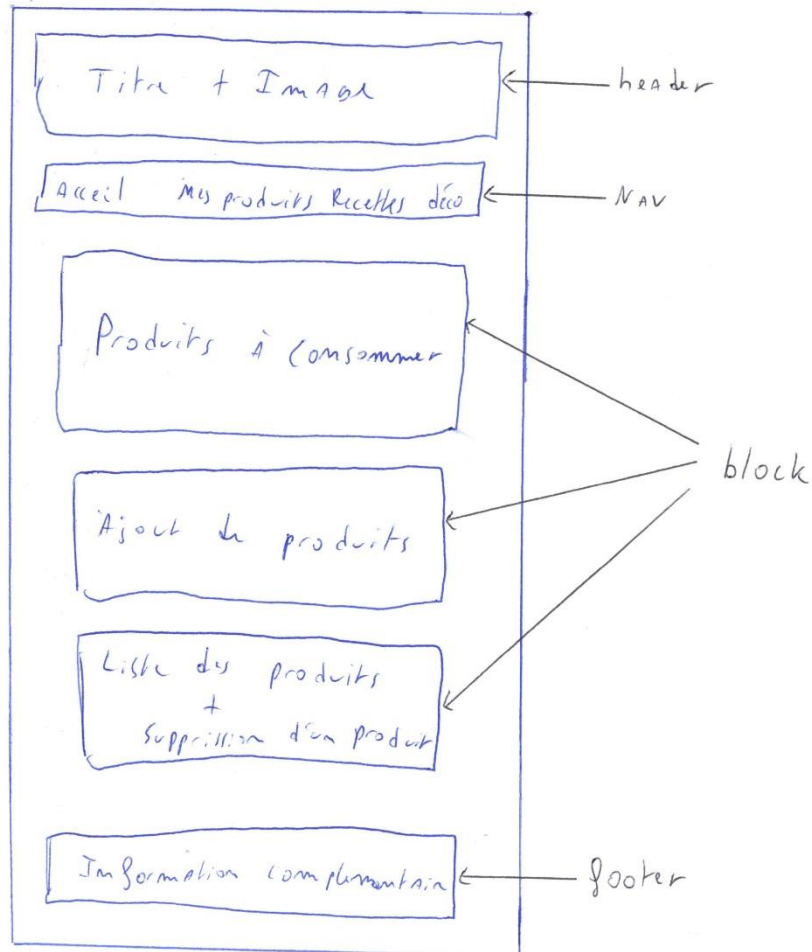 Titre + Image
header
Acceil Mes produits Recettes déco
NAV
Produits à consommer
block
Ajout de produits
Liste des produits
+
Suppression d'un produit
Information complementair
footer